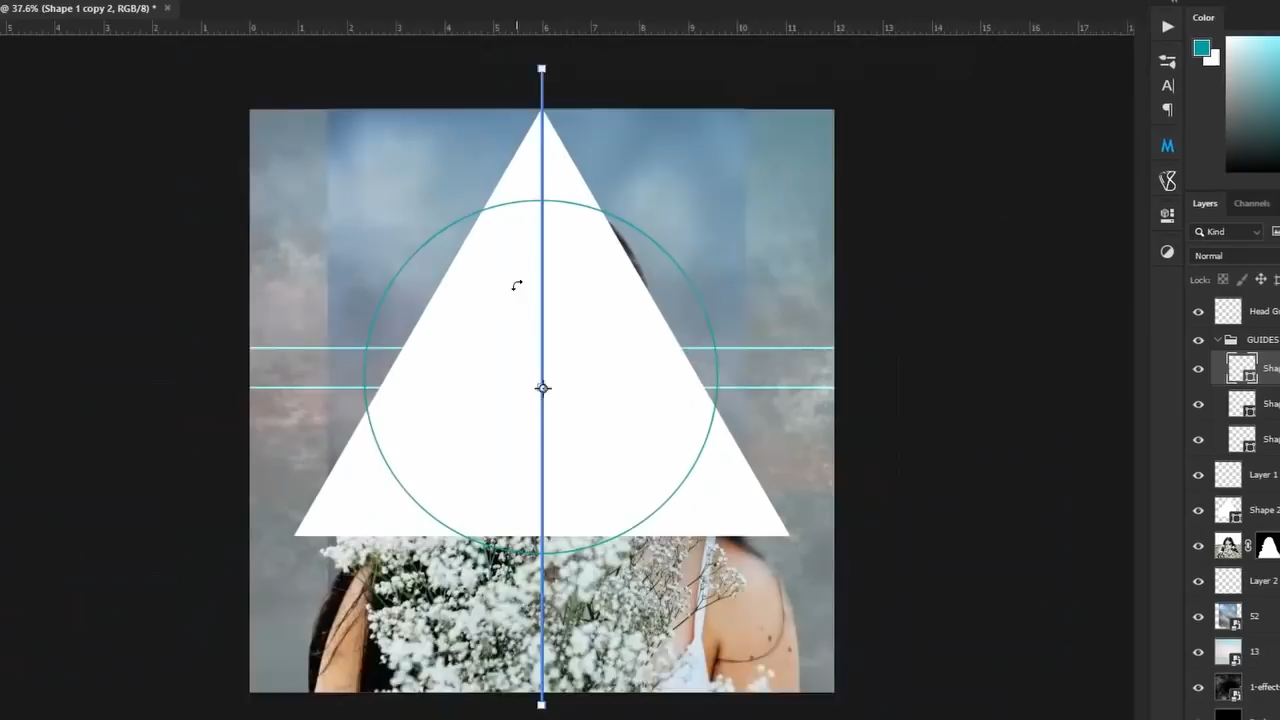 @ 37.6% (Shape 1 copy 2, RGB/8) * ×
5 4 3 2 1 0 1 2 3 4 5 6 7 8 9 10 11 12 13 14 15 16 17
Color
A|
¶
M
Layers Channels
Kind
Normal
Lock:
Head G
GUIDES
Shap
Shap
Shap
Layer 1
Shape 2
Layer 2
52
13
1-effect